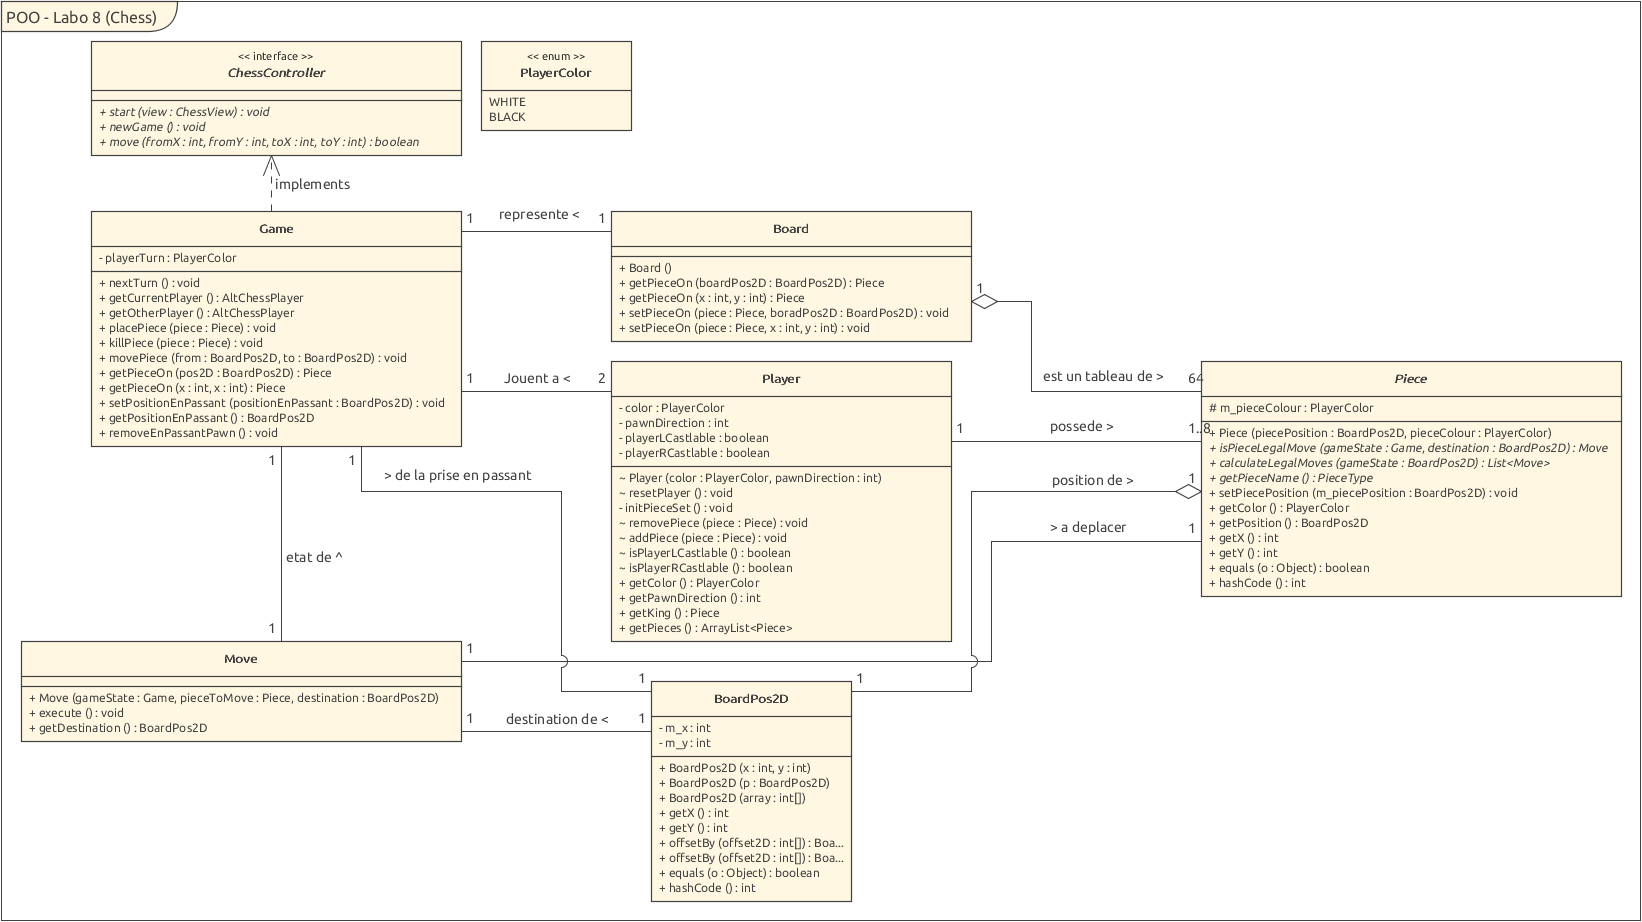 POO - Labo 8 (Chess)
<< interface >>
ChessController
+ start (view : ChessView) : void
+ newGame () : void
+ move (fromX : int, fromY : int, toX : int, toY : int) : boolean
<< enum >>
PlayerColor
WHITE
BLACK
implements
Game
- playerTurn : PlayerColor
+ nextTurn () : void
+ getCurrentPlayer () : AltChessPlayer
+ getOtherPlayer () : AltChessPlayer
+ placePiece (piece : Piece) : void
+ killPiece (piece : Piece) : void
+ movePiece (from : BoardPos2D, to : BoardPos2D) : void
+ getPieceOn (pos2D : BoardPos2D) : Piece
+ getPieceOn (x : int, x : int) : Piece
+ setPositionEnPassant (positionEnPassant : BoardPos2D) : void
+ getPositionEnPassant () : BoardPos2D
+ removeEnPassantPawn () : void
1 represente < 1
Board
+ Board ()
+ getPieceOn (boardPos2D : BoardPos2D) : Piece
+ getPieceOn (x : int, y : int) : Piece
+ setPieceOn (piece : Piece, boradPos2D : BoardPos2D) : void
+ setPieceOn (piece : Piece, x : int, y : int) : void
1
est un tableau de > 64
1 Jouent a < 2
Player
- color : PlayerColor
- pawnDirection : int
- playerLCastlable : boolean
- playerRCastlable : boolean
~ Player (color : PlayerColor, pawnDirection : int)
~ resetPlayer () : void
- initPieceSet () : void
~ removePiece (piece : Piece) : void
~ addPiece (piece : Piece) : void
~ isPlayerLCastlable () : boolean
~ isPlayerRCastlable () : boolean
+ getColor () : PlayerColor
+ getPawnDirection () : int
+ getKing () : Piece
+ getPieces () : ArrayList<Piece>
1 possede > 1..8
Piece
# m_pieceColour : PlayerColor
+ Piece (piecePosition : BoardPos2D, pieceColour : PlayerColor)
+ isPieceLegalMove (gameState : Game, destination : BoardPos2D) : Move
+ calculateLegalMoves (gameState : BoardPos2D) : List<Move>
+ getPieceName () : PieceType
+ setPiecePosition (m_piecePosition : BoardPos2D) : void
+ getColor () : PlayerColor
+ getPosition () : BoardPos2D
+ getX () : int
+ getY () : int
+ equals (o : Object) : boolean
+ hashCode () : int
position de > 1
> a deplacer 1
1 1
> de la prise en passant
etat de ^
1
Move
+ Move (gameState : Game, pieceToMove : Piece, destination : BoardPos2D)
+ execute () : void
+ getDestination () : BoardPos2D
1
1 destination de < 1
1 1
BoardPos2D
- m_x : int
- m_y : int
+ BoardPos2D (x : int, y : int)
+ BoardPos2D (p : BoardPos2D)
+ BoardPos2D (array : int[])
+ getX () : int
+ getY () : int
+ offsetBy (offset2D : int[]) : Boa...
+ offsetBy (offset2D : int[]) : Boa...
+ equals (o : Object) : boolean
+ hashCode () : int